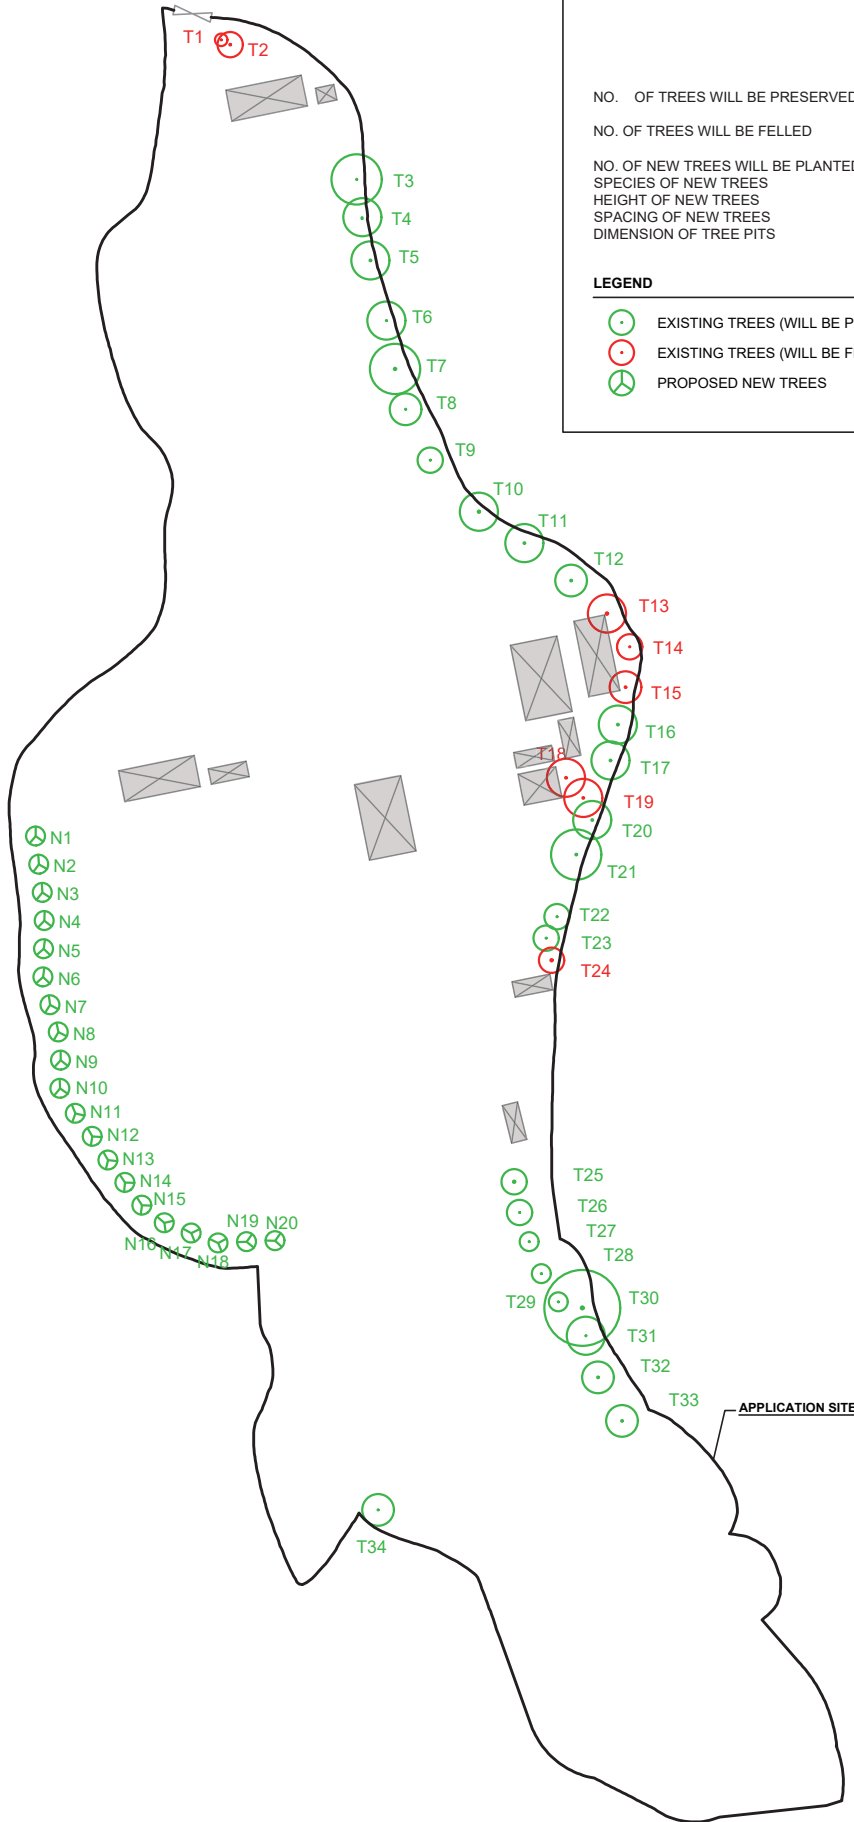 T1
T2
NO. OF TREES WILL BE PRESERVED
NO. OF TREES WILL BE FELLED
NO. OF NEW TREES WILL BE PLANTED
SPECIES OF NEW TREES
HEIGHT OF NEW TREES
SPACING OF NEW TREES
DIMENSION OF TREE PITS
LEGEND
EXISTING TREES (WILL BE P
EXISTING TREES (WILL BE F
PROPOSED NEW TREES
T3
T4
T5
T6
T7
T8
T9
T10
T11
T12
T13
T14
T15
T16
T17
T18
T19
T20
T21
T22
T23
T24
N1
N2
N3
N4
N5
N6
N7
N8
N9
N10
N11
N12
N13
N14
N15
N16
N17
N18
N19
N20
T25
T26
T27
T28
T29
T30
T31
T32
T33
APPLICATION SITE
T34